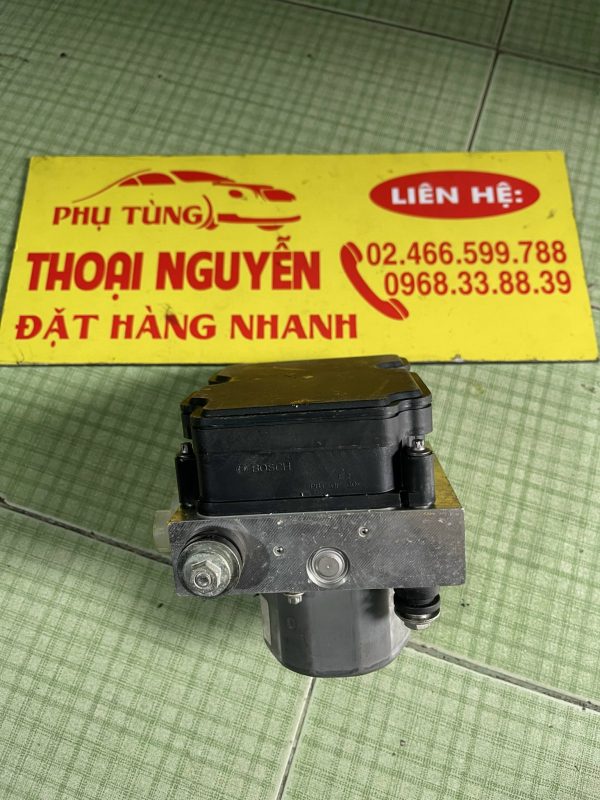 PHỤ TÙNG
LIÊN HỆ:
THOẠI NGUYỄN
02.466.599.788
0968.33.88.39
ĐẶT HÀNG NHANH
BOSCH